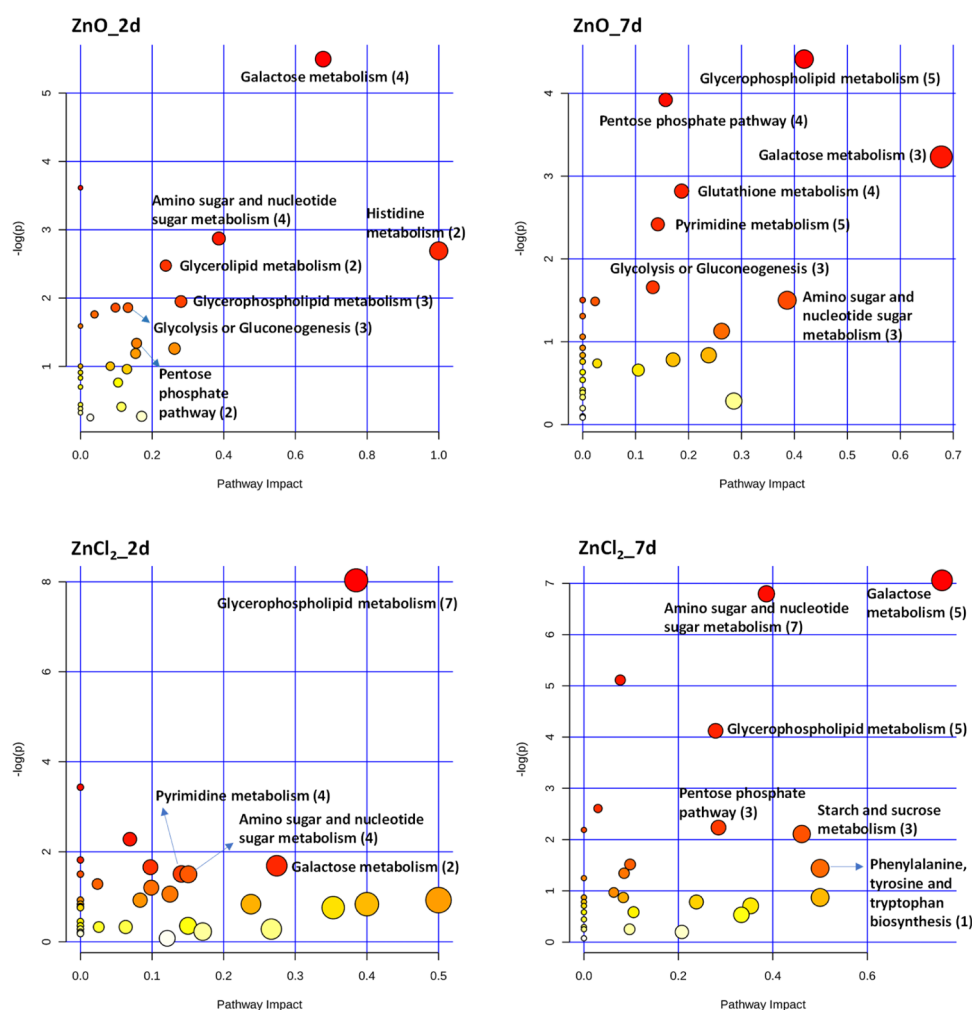 ZnO_2d
Galactose metabolism (4)
Amino sugar and nucleotide
sugar metabolism (4)
Histidine
metabolism (2)
Glycerolipid metabolism (2)
Glycerophospholipid metabolism (3)
Glycolysis or Gluconeogenesis (3)
Pentose
phosphate
pathway (2)
-log(p)
5
4
3
2
1
0.0 0.2 0.4 0.6 0.8 1.0
Pathway Impact
ZnO_7d
Glycerophospholipid metabolism (5)
Pentose phosphate pathway (4)
Galactose metabolism (3)
Glutathione metabolism (4)
Pyrimidine metabolism (5)
Glycolysis or Gluconeogenesis (3)
Amino sugar and
nucleotide sugar
metabolism (3)
-log(p)
4
3
2
1
0
0.0 0.1 0.2 0.3 0.4 0.5 0.6 0.7
Pathway Impact
ZnCl2_2d
Glycerophospholipid metabolism (7)
Pyrimidine metabolism (4)
Amino sugar and nucleotide
sugar metabolism (4)
Galactose metabolism (2)
-log(p)
8
6
4
2
0
0.0 0.1 0.2 0.3 0.4 0.5
Pathway Impact
ZnCl2_7d
Galactose
metabolism (5)
Amino sugar and nucleotide
sugar metabolism (7)
Glycerophospholipid metabolism (5)
Pentose phosphate
pathway (3)
Starch and sucrose
metabolism (3)
Phenylalanine,
tyrosine and
tryptophan
biosynthesis (1)
-log(p)
7
6
5
4
3
2
1
0
0.0 0.2 0.4 0.6
Pathway Impact